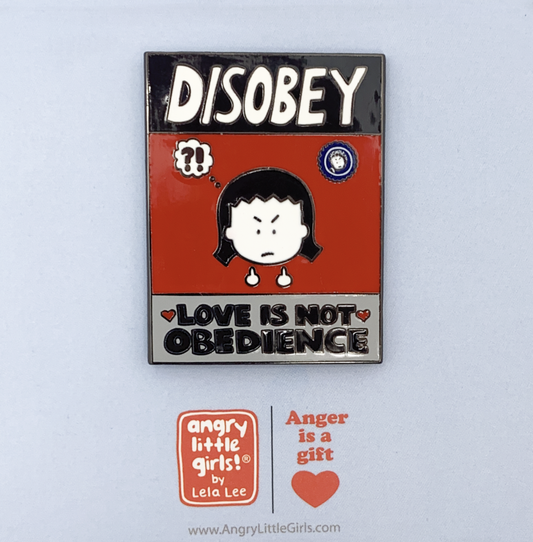 DISOBEY
?!
LOVE IS NOT
OBEDIENCE
angry
little
girls!®
by
Lela Lee
Anger
is a
gift
www.AngryLittleGirls.com